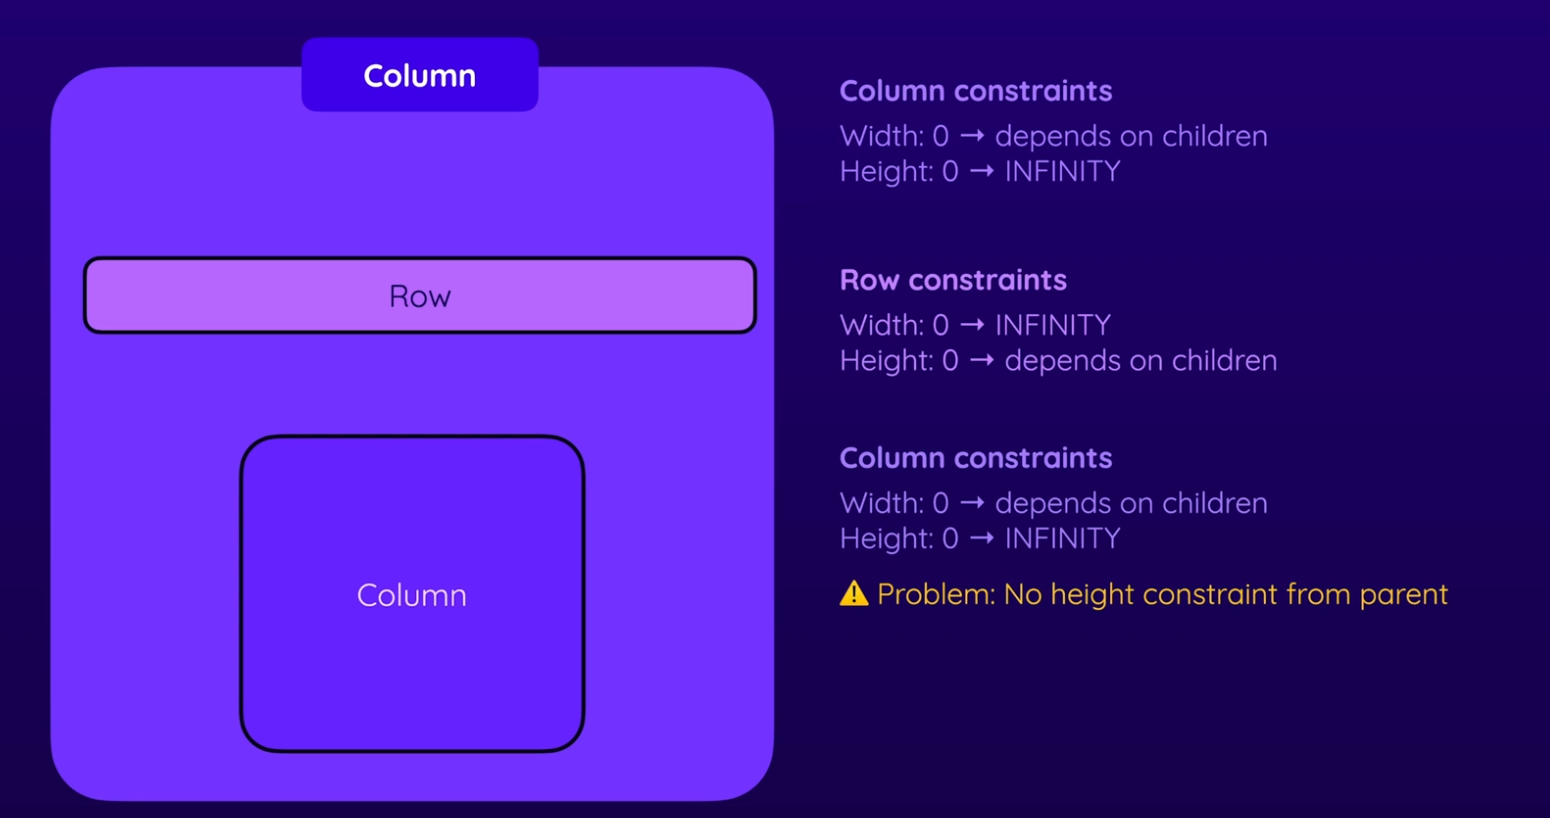 Column
Row
Column
Column constraints
Width: 0 → depends on children
Height: 0 → INFINITY
Row constraints
Width: 0 → INFINITY
Height: 0 → depends on children
Column constraints
Width: 0 → depends on children
Height: 0 → INFINITY
⚠ Problem: No height constraint from parent